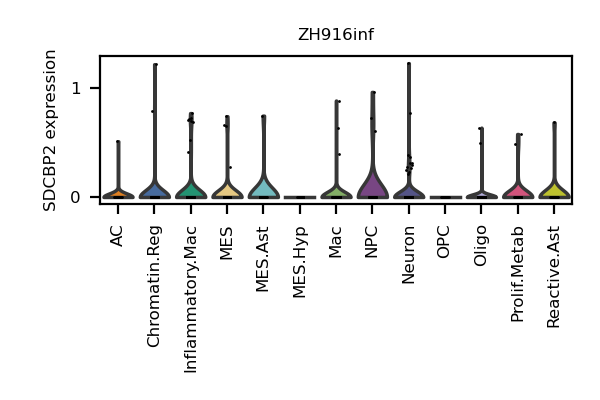 ZH916inf
SDCBP2 expression
1
0
AC
Chromatin.Reg
Inflammatory.Mac
MES
MES.Ast
MES.Hyp
Mac
NPC
Neuron
OPC
Oligo
Prolif.Metab
Reactive.Ast